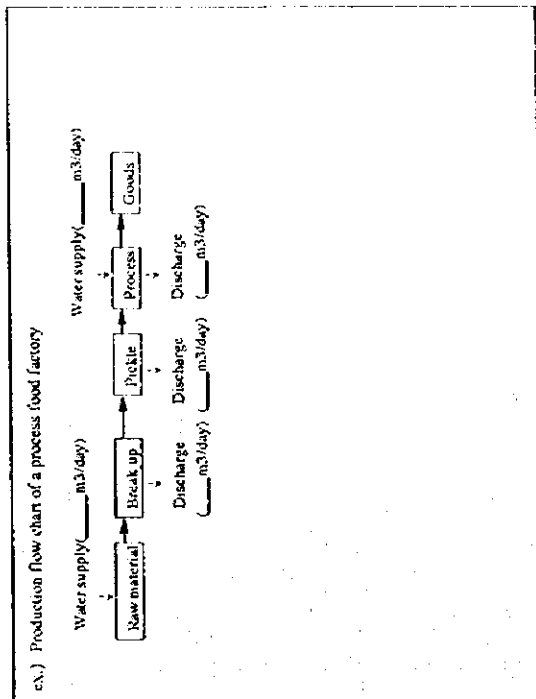 ex.) Production flow chart of a process food factory
Water supply(____m3/day) Water supply(____m3/day)
Raw material Break up Pickle Process Goods
Discharge Discharge Discharge
(____m3/day) (____m3/day) (____m3/day)